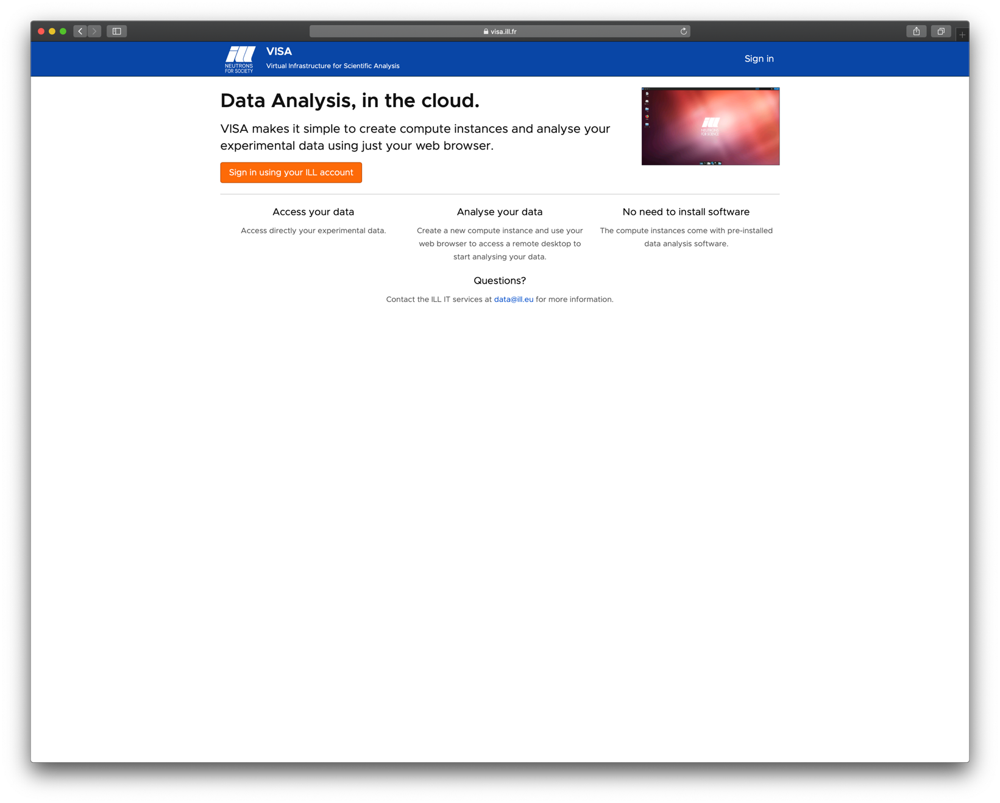 visa.ill.fr
ill
NEUTRONS
FOR SOCIETY
VISA
Virtual Infrastructure for Scientific Analysis
Sign in
Data Analysis, in the cloud.
VISA makes it simple to create compute instances and analyse your
experimental data using just your web browser.
NEUTRONS
FOR SCIENCE
Sign in using your ILL account
Access your data
Access directly your experimental data.
Analyse your data
Create a new compute instance and use your
web browser to access a remote desktop to
start analysing your data.
No need to install software
The compute instances come with pre-installed
data analysis software.
Questions?
Contact the ILL IT services at data@ill.eu for more information.